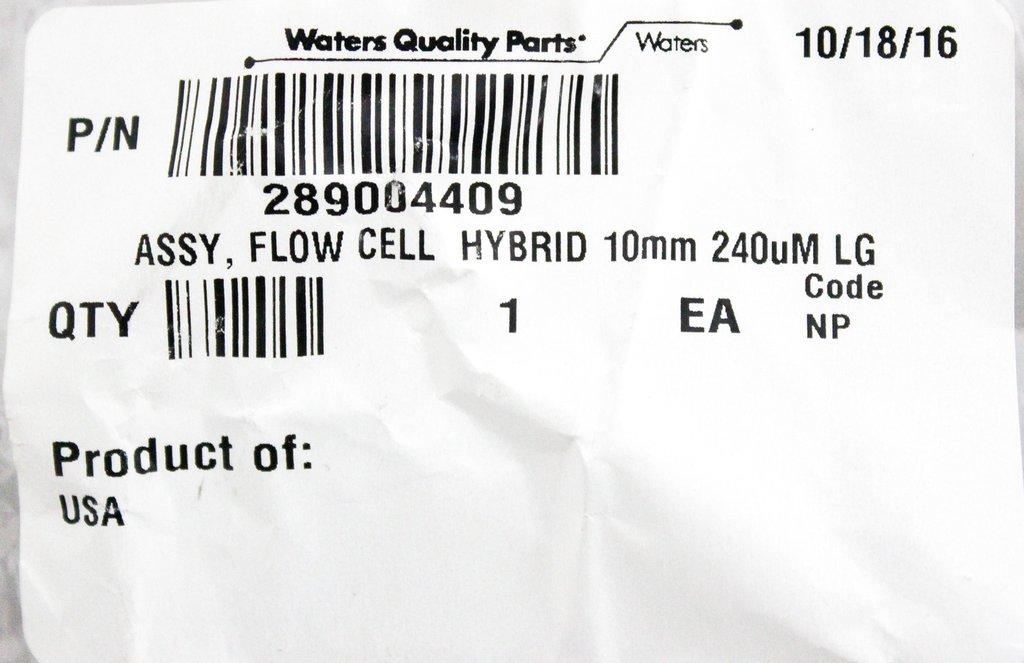 Waters Quality Parts Waters 10/18/16
P/N
289004409
ASSY, FLOW CELL HYBRID 10mm 240uM LG
QTY 1 EA Code
NP
Product of:
USA